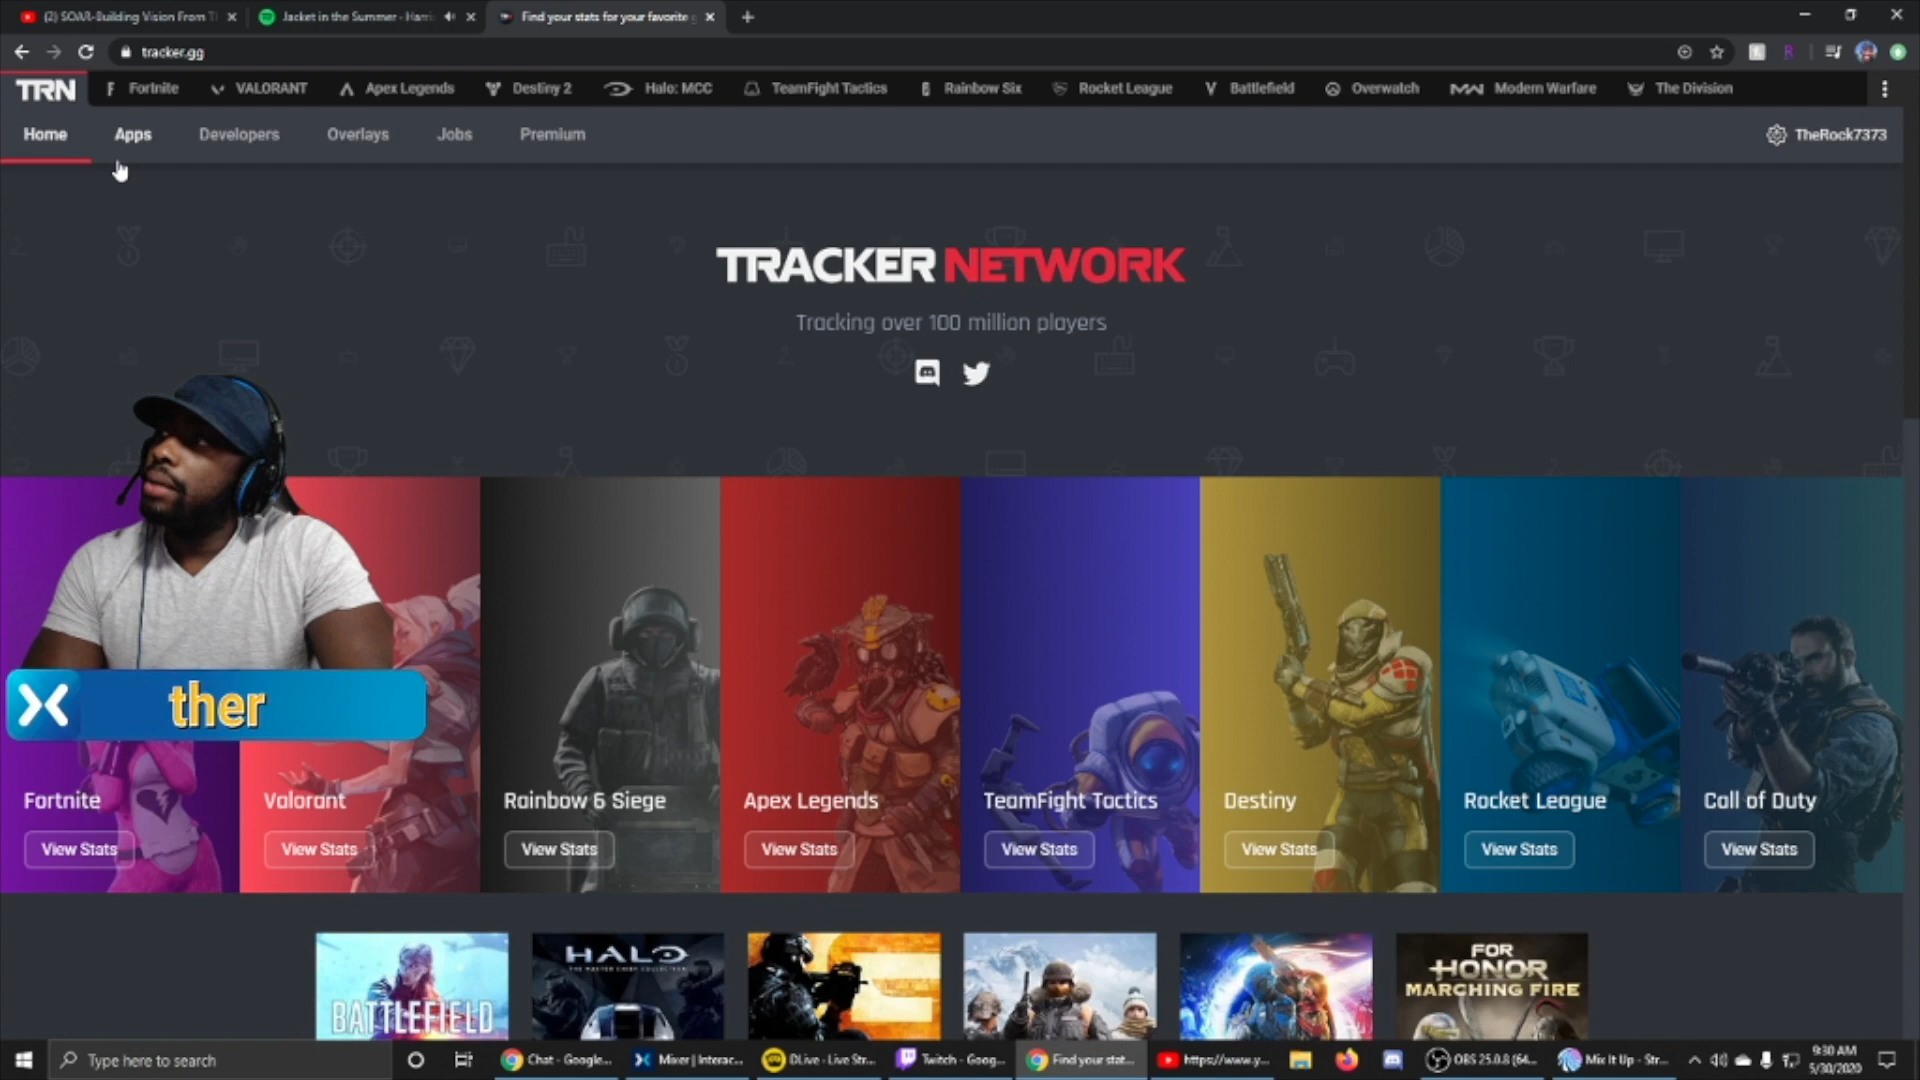 (2) SOAR-Building Vision From T
Jacket in the Summer - Harri
Find your stats for your favorite
tracker.gg
TRN
Fortnite
VALORANT
Apex Legends
Destiny 2
Halo: MCC
TeamFight Tactics
Rainbow Six
Rocket League
Battlefield
Overwatch
Modern Warfare
The Division
Home
Apps
Developers
Overlays
Jobs
Premium
TheRock7373
TRACKER NETWORK
Tracking over 100 million players
ther
Fortnite
Valorant
Rainbow 6 Siege
Apex Legends
TeamFight Tactics
Destiny
Rocket League
Call of Duty
View Stats
View Stats
View Stats
View Stats
View Stats
View Stats
View Stats
View Stats
BATTLEFIELD
HALO
THE MASTER CHIEF COLLECTION
FOR
HONOR
MARCHING FIRE
Type here to search
Chat - Google...
Mixer | Interac...
DLive - Live Str...
Twitch - Goog...
Find your stat...
https://www.y...
OBS 25.0.8 (64...
Mix It Up - Str...
9:30 AM
5/30/2020